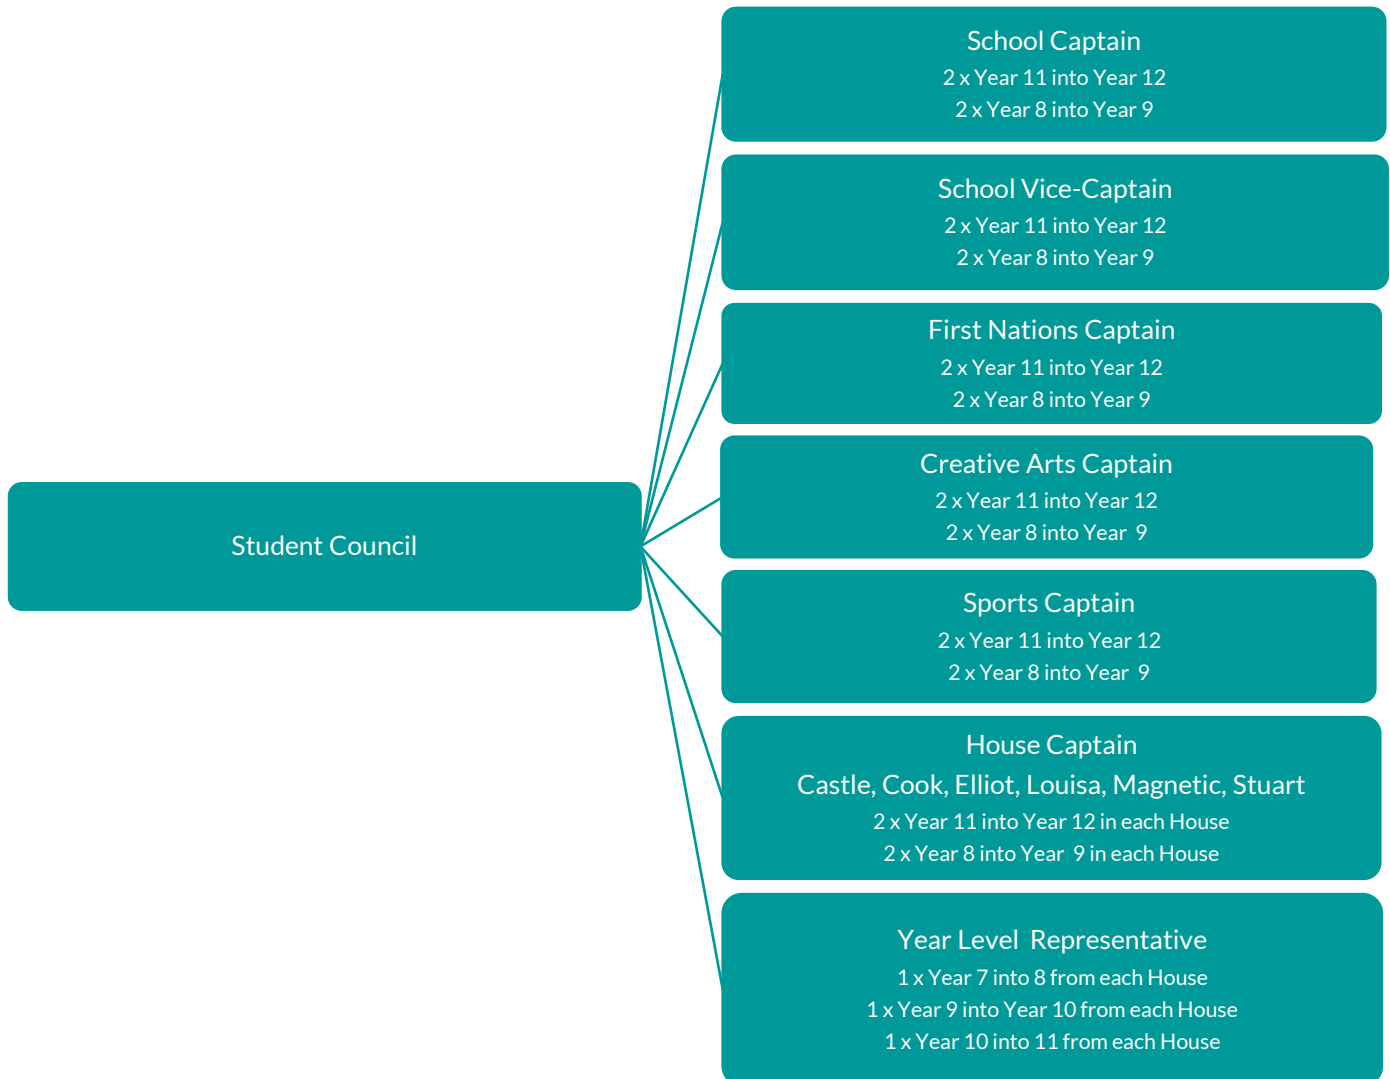 School Captain
2 x Year 11 into Year 12
2 x Year 8 into Year 9
School Vice-Captain
2 x Year 11 into Year 12
2 x Year 8 into Year 9
First Nations Captain
2 x Year 11 into Year 12
2 x Year 8 into Year 9
Creative Arts Captain
2 x Year 11 into Year 12
2 x Year 8 into Year 9
Student Council
Sports Captain
2 x Year 11 into Year 12
2 x Year 8 into Year 9
House Captain
Castle, Cook, Elliot, Louisa, Magnetic, Stuart
2 x Year 11 into Year 12 in each House
2 x Year 8 into Year 9 in each House
Year Level Representative
1 x Year 7 into 8 from each House
1 x Year 9 into Year 10 from each House
1 x Year 10 into 11 from each House